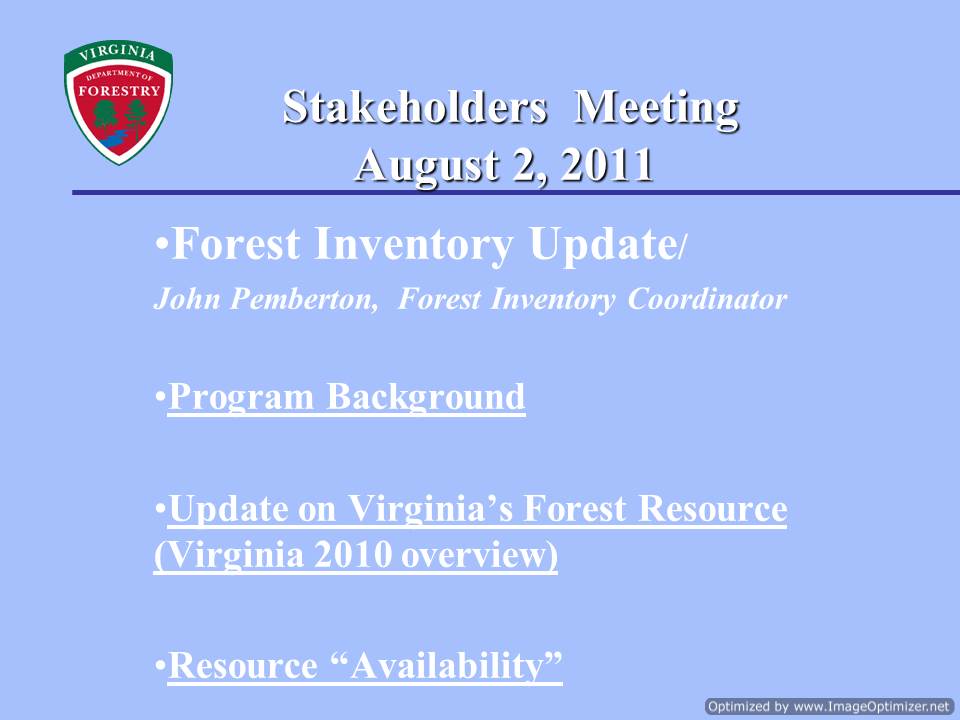 VIRGINIA
DEPARTMENT OF
FORESTRY
Stakeholders Meeting
August 2, 2011
•Forest Inventory Update/
John Pemberton, Forest Inventory Coordinator
•Program Background
•Update on Virginia’s Forest Resource
(Virginia 2010 overview)
•Resource “Availability”
Optimized by www.ImageOptimizer.net